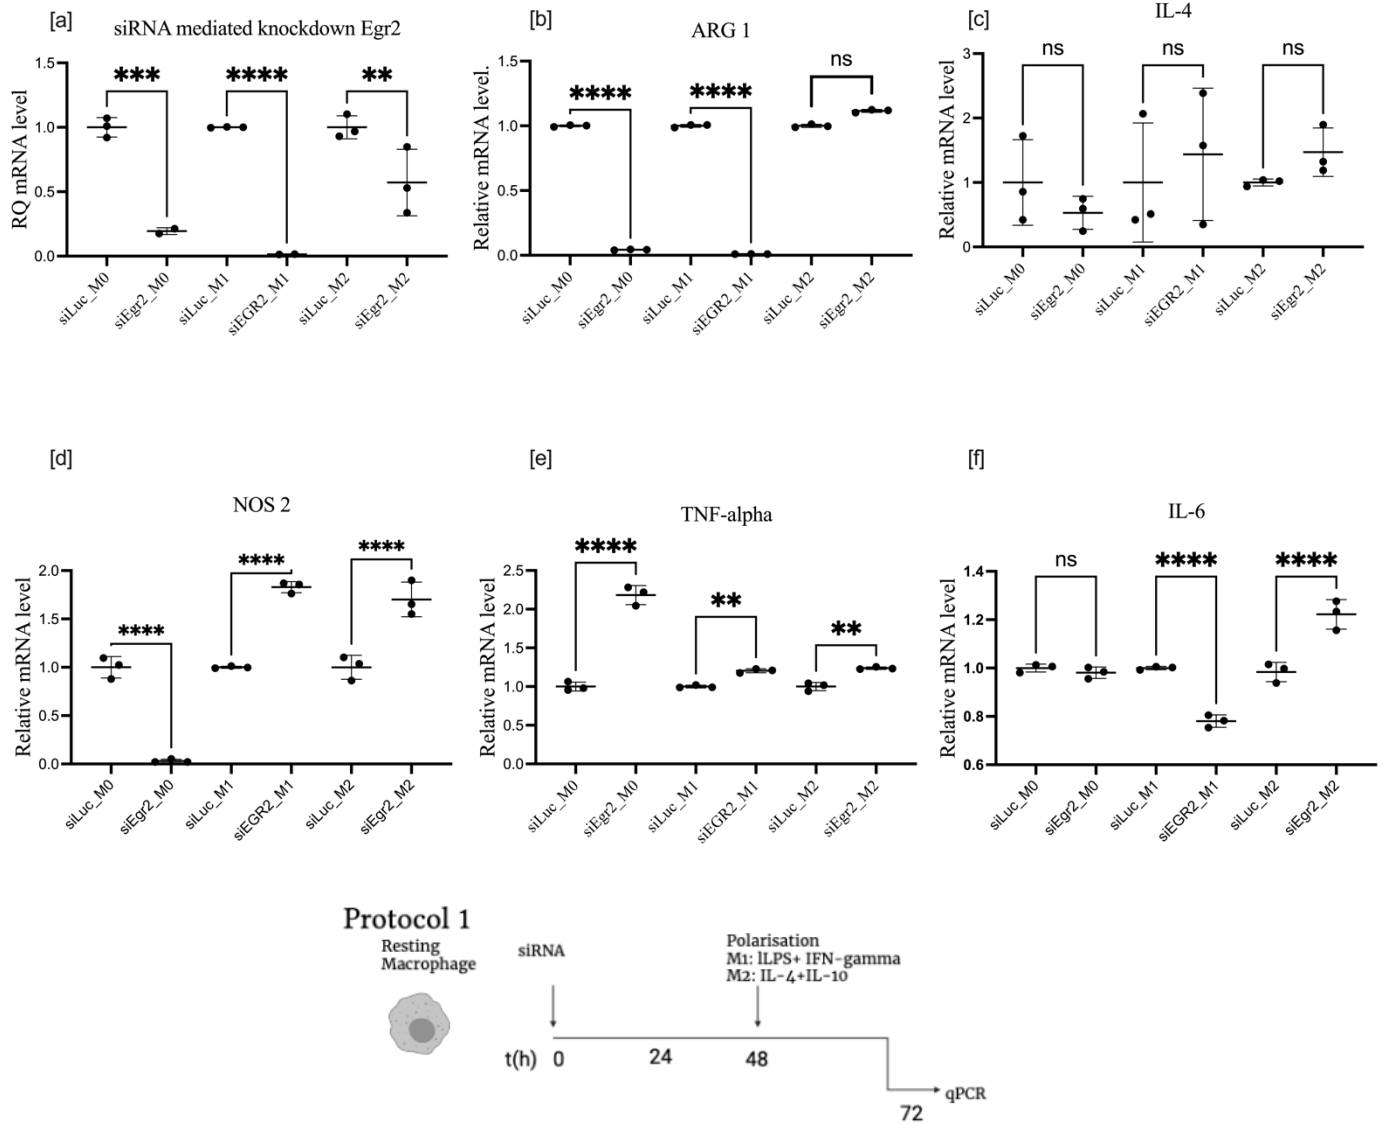 [a]
siRNA mediated knockdown Egr2
RQ mRNA level
1.5
1.0
0.5
0.0
***
****
**
siLuc_M0
siEgr2_M0
siLuc_M1
siEGR2_M1
siLuc_M2
siEgr2_M2
[b]
ARG 1
Relative mRNA level.
1.5
1.0
0.5
0.0
****
****
ns
siLuc_M0
siEgr2_M0
siLuc_M1
siEGR2_M1
siLuc_M2
siEgr2_M2
[c]
IL-4
Relative mRNA level
3
2
1
0
ns
ns
ns
siLuc_M0
siEgr2_M0
siLuc_M1
siEGR2_M1
siLuc_M2
siEgr2_M2
[d]
NOS 2
Relative mRNA level
2.0
1.5
1.0
0.5
0.0
****
****
****
siLuc_M0
siEgr2_M0
siLuc_M1
siEGR2_M1
siLuc_M2
siEgr2_M2
[e]
TNF-alpha
Relative mRNA level
2.5
2.0
1.5
1.0
0.5
0.0
****
**
**
siLuc_M0
siEgr2_M0
siLuc_M1
siEGR2_M1
siLuc_M2
siEgr2_M2
[f]
IL-6
Relative mRNA level
1.4
1.2
1.0
0.8
0.6
ns
****
****
siLuc_M0
siEgr2_M0
siLuc_M1
siEGR2_M1
siLuc_M2
siEgr2_M2
Protocol 1
Resting
Macrophage
siRNA
Polarisation
M1: lLPS+ IFN-gamma
M2: IL-4+IL-10
t(h) 0 24 48
qPCR
72